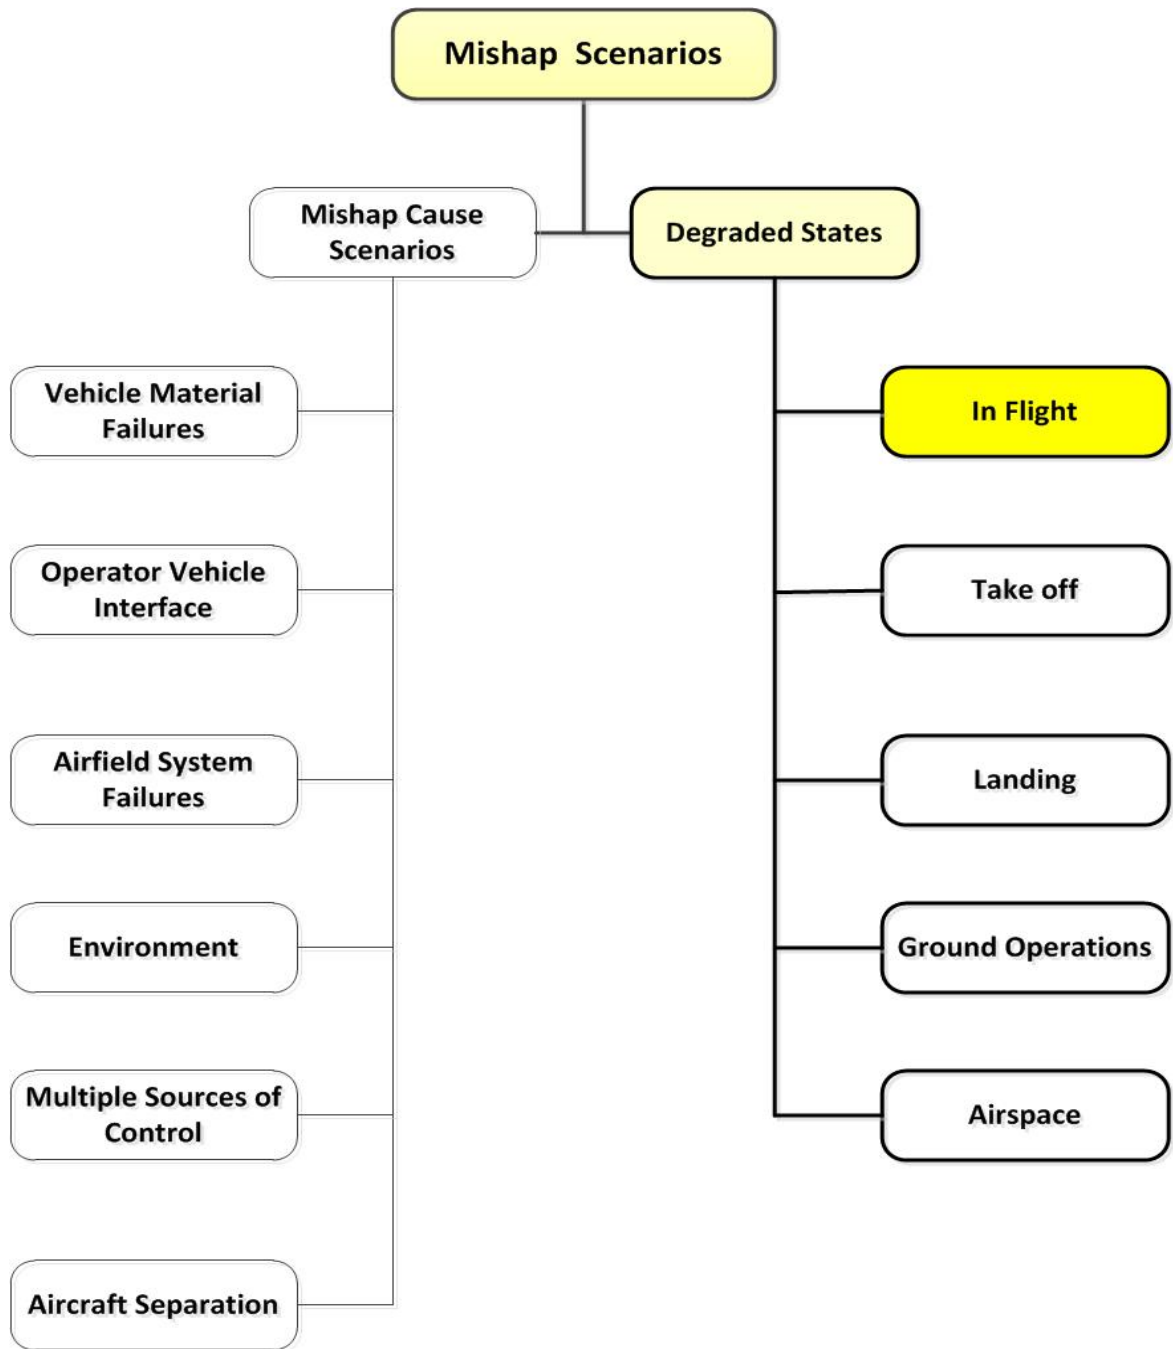 Mishap  Scenarios
Mishap Cause
Scenarios
Degraded States
Vehicle Material
Failures
In Flight
Operator Vehicle
Interface
Take off
Airfield System
Failures
Landing
Environment
Ground Operations
Multiple Sources of
Control
Airspace
Aircraft Separation